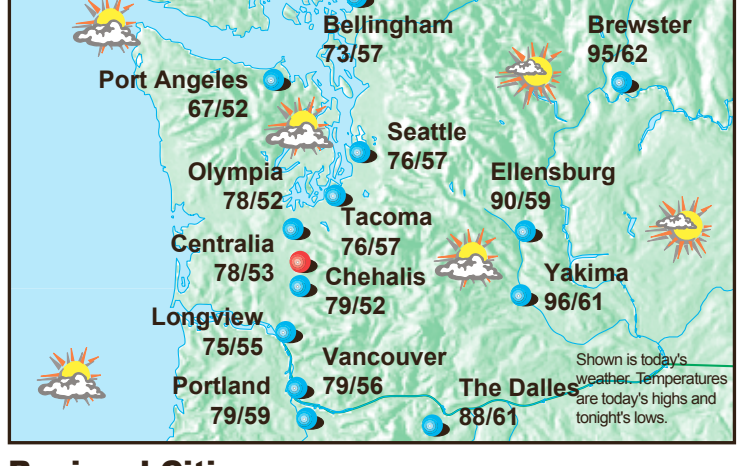 Bellingham
73/57
Brewster
95/62
Port Angeles
67/52
Seattle
76/57
Olympia
78/52
Ellensburg
90/59
Tacoma
76/57
Centralia
78/53
Chehalis
79/52
Yakima
96/61
Longview
75/55
Vancouver
79/56
Portland
79/59
The Dalles
88/61
Shown is today's
weather. Temperatures
are today's highs and
tonight's lows.